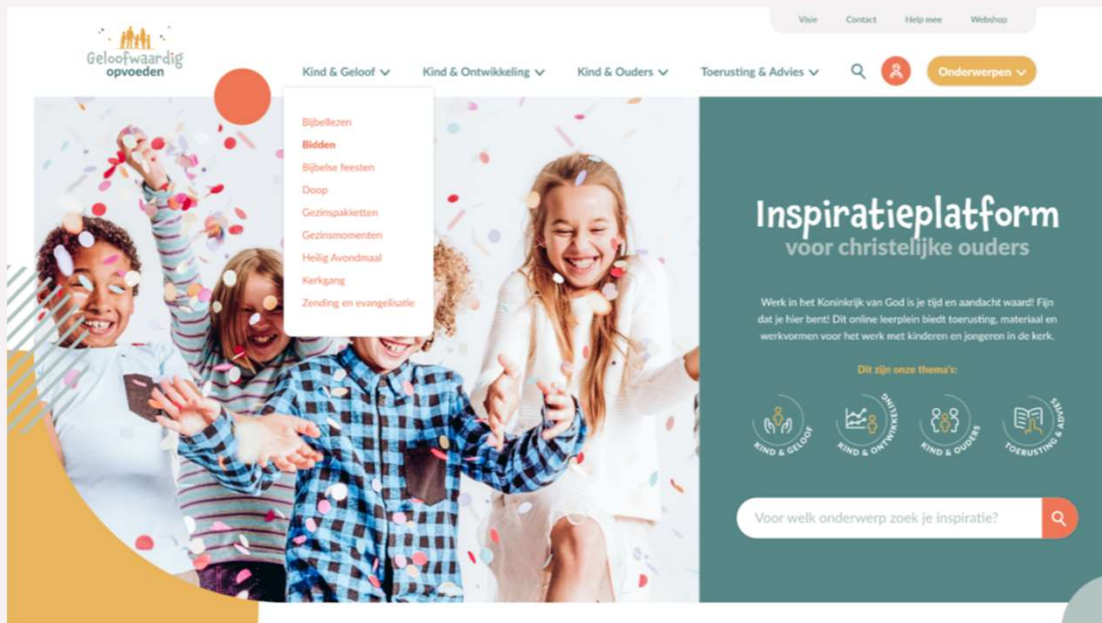 Visie
Contact
Help mee
Webshop
Geloofwaardig
opvoeden
Kind & Geloof
Kind & Ontwikkeling
Kind & Ouders
Toerusting & Advies
Onderwerpen
Bijbellezen
Bidden
Bijbelse feesten
Doop
Gezinspakketten
Gezinsmomenten
Heilig Avondmaal
Kerkgang
Zending en evangelisatie
Inspiratieplatform
voor christelijke ouders
Werk in het Koninkrijk van God is je tijd en aandacht waard! Fijn
dat je hier bent! Dit online leerplein biedt toerusting, materiaal en
werkvormen voor het werk met kinderen en jongeren in de kerk.
Dit zijn onze thema's:
KIND & GELOOF
KIND & ONTWIKKELING
KIND & OUDERS
TOERUSTING & ADVIES
Voor welk onderwerp zoek je inspiratie?